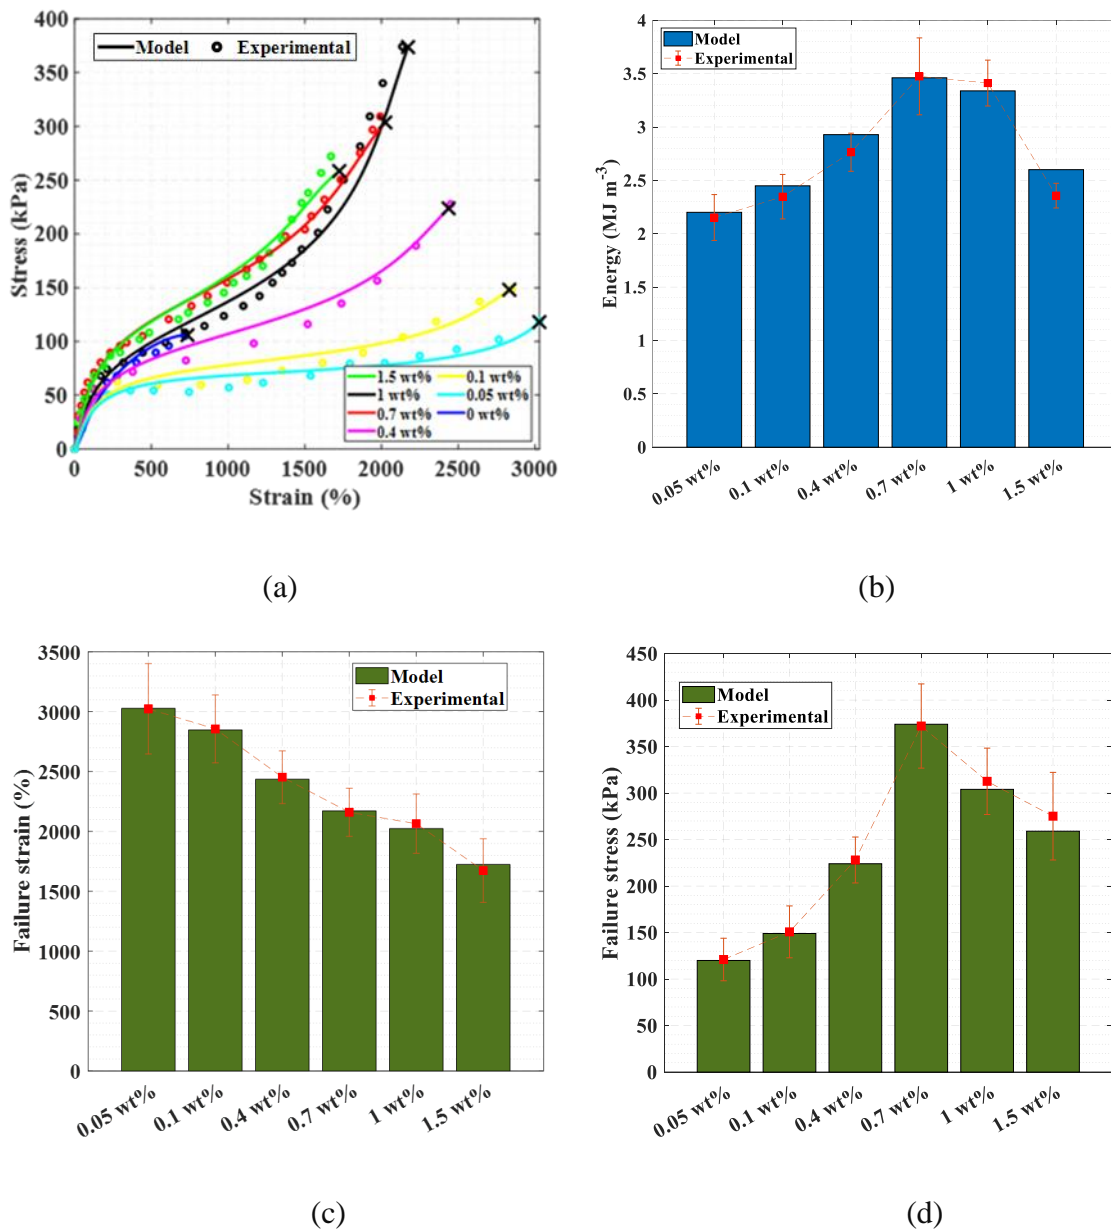 400
350
300
250
200
150
100
50
0
Stress (kPa)
Model Experimental
1.5 wt% 0.1 wt%
1 wt% 0.05 wt%
0.7 wt% 0 wt%
0.4 wt%
0 500 1000 1500 2000 2500 3000
Strain (%)
(a)
4
3.5
3
2.5
2
1.5
1
0.5
0
Energy (MJ m-3)
Model
Experimental
0.05 wt% 0.1 wt% 0.4 wt% 0.7 wt% 1 wt% 1.5 wt%
(b)
3500
3000
2500
2000
1500
1000
500
0
Failure strain (%)
Model
Experimental
0.05 wt% 0.1 wt% 0.4 wt% 0.7 wt% 1 wt% 1.5 wt%
(c)
450
400
350
300
250
200
150
100
50
0
Failure stress (kPa)
Model
Experimental
0.05 wt% 0.1 wt% 0.4 wt% 0.7 wt% 1 wt% 1.5 wt%
(d)